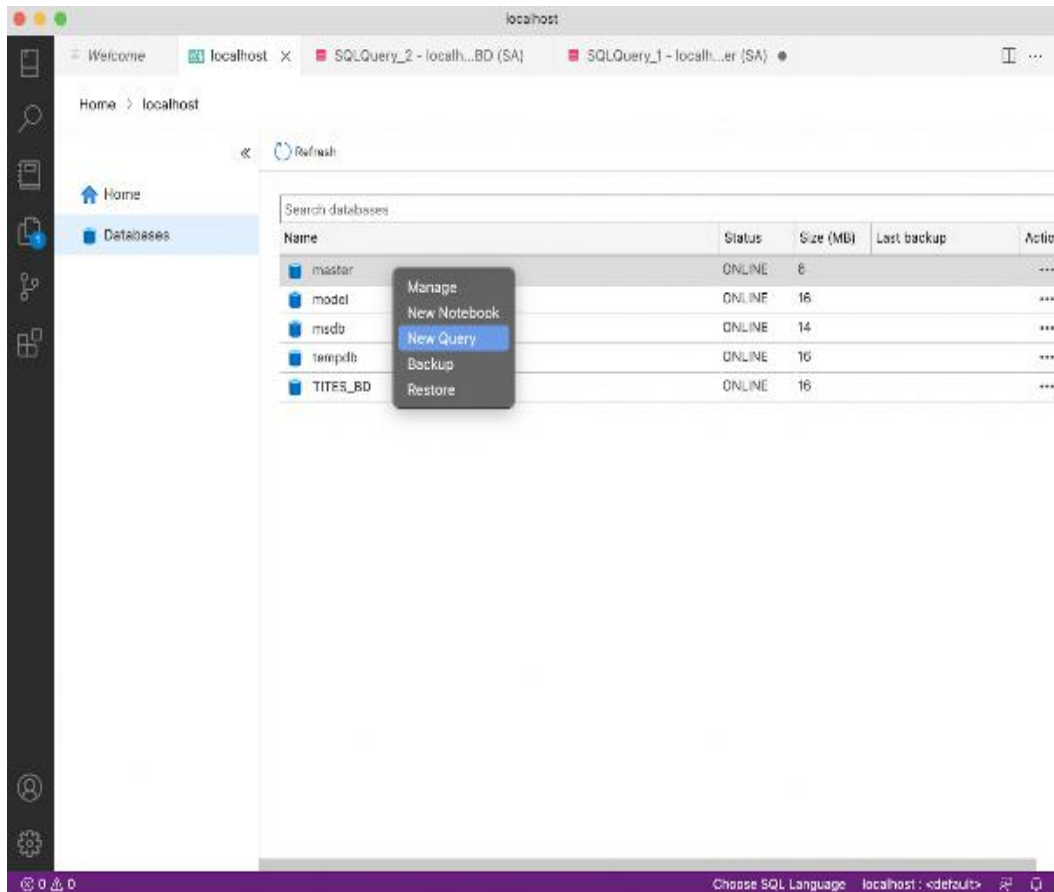 localhost
Welcome localhost SQLQuery_2 - localh...BD (SA) SQLQuery_1 - localh...er (SA)
Home > localhost
Refresh
Home
Databases
Search databases
Name Status Size (MB) Last backup Actio
master ONLINE 8
model ONLINE 16
msdb ONLINE 14
tempdb ONLINE 16
TITES_BD ONLINE 16
Manage
New Notebook
New Query
Backup
Restore
1
0 0 Choose SQL Language localhost : <default>